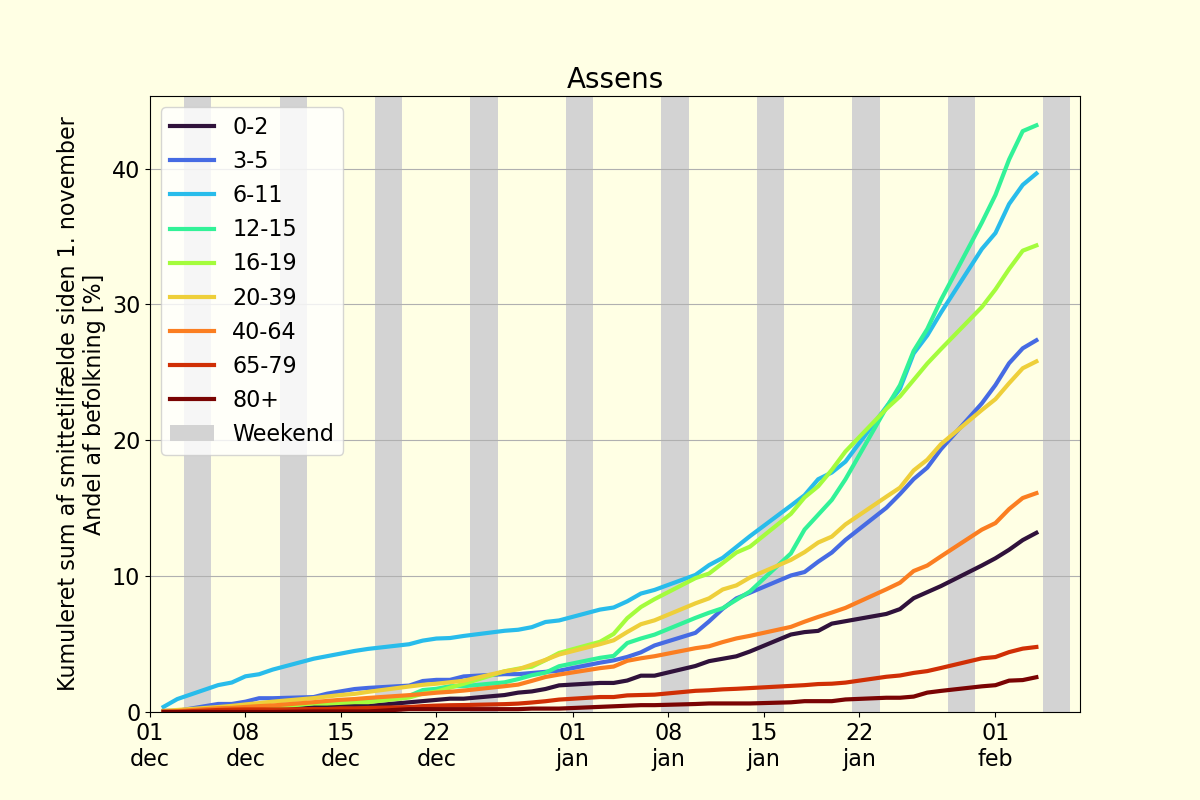 Assens
Kumuleret sum af smittetilfælde siden 1. november
Andel af befolkning [%]
0-2
3-5
6-11
12-15
16-19
20-39
40-64
65-79
80+
Weekend
40
30
20
10
0
01 08 15 22 01 08 15 22 01
dec dec dec dec jan jan jan jan feb